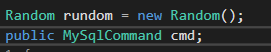 Random rundom = new Random();
public MySqlCommand cmd;